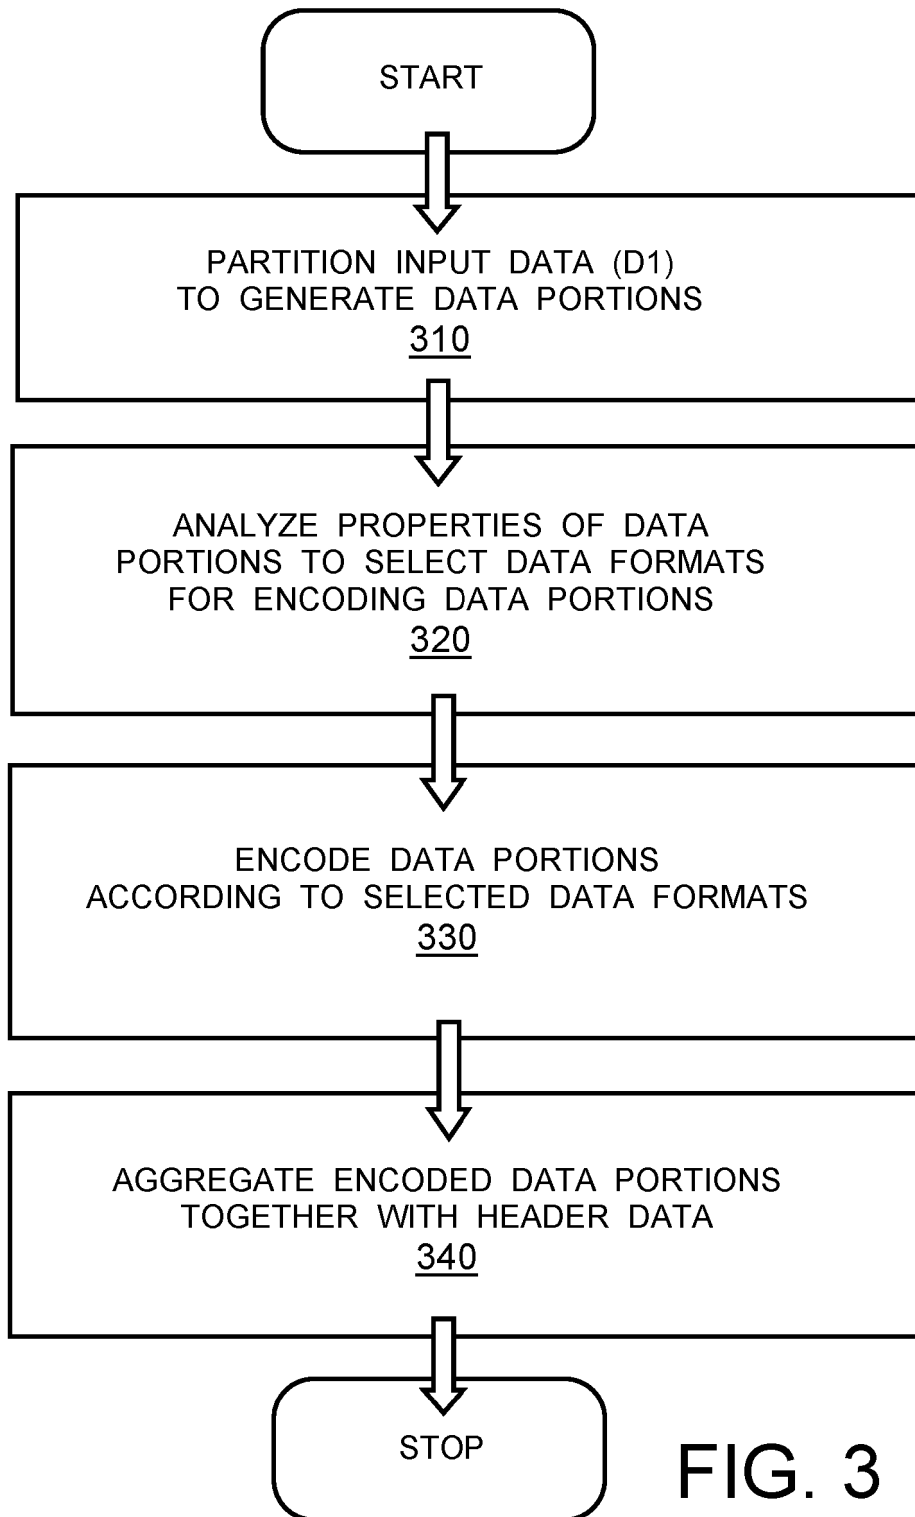 START
PARTITION INPUT DATA (D1)
TO GENERATE DATA PORTIONS
310
ANALYZE PROPERTIES OF DATA
PORTIONS TO SELECT DATA FORMATS
FOR ENCODING DATA PORTIONS
320
ENCODE DATA PORTIONS
ACCORDING TO SELECTED DATA FORMATS
330
AGGREGATE ENCODED DATA PORTIONS
TOGETHER WITH HEADER DATA
340
STOP
FIG. 3